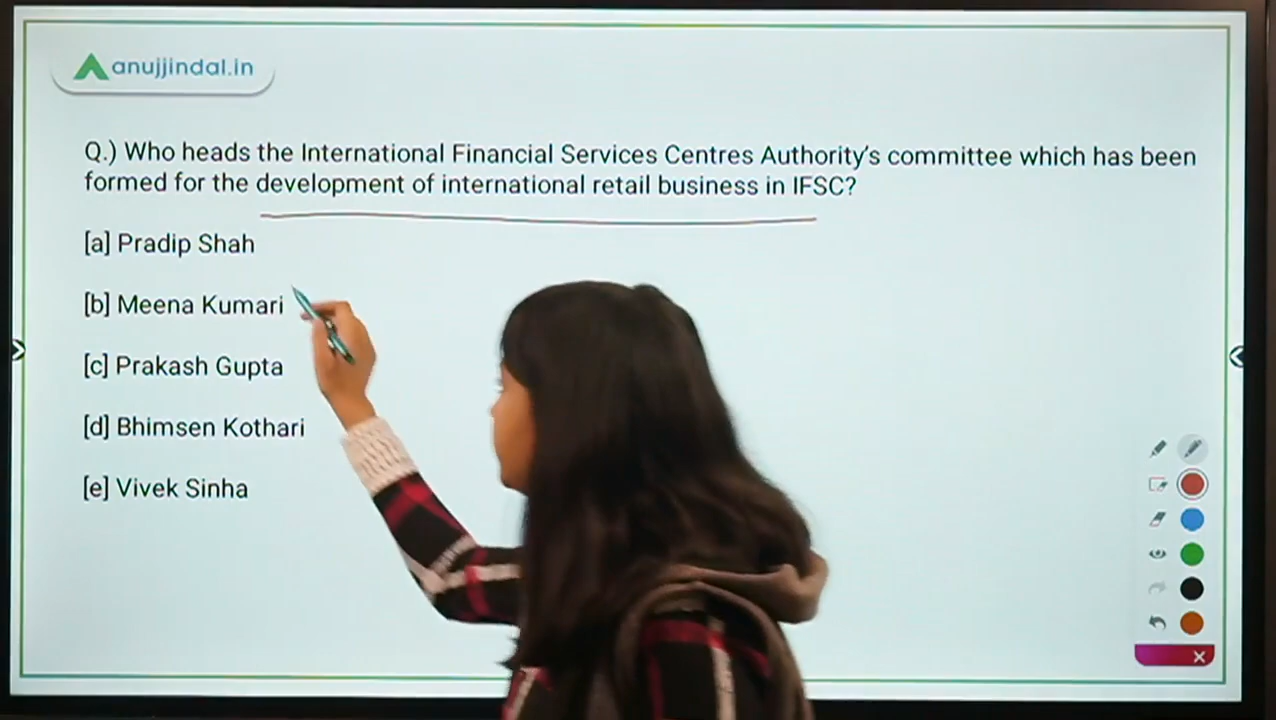 anujjindal.in
Q.) Who heads the International Financial Services Centres Authority's committee which has been
formed for the development of international retail business in IFSC?
[a] Pradip Shah
[b] Meena Kumari
[c] Prakash Gupta
[d] Bhimsen Kothari
[e] Vivek Sinha